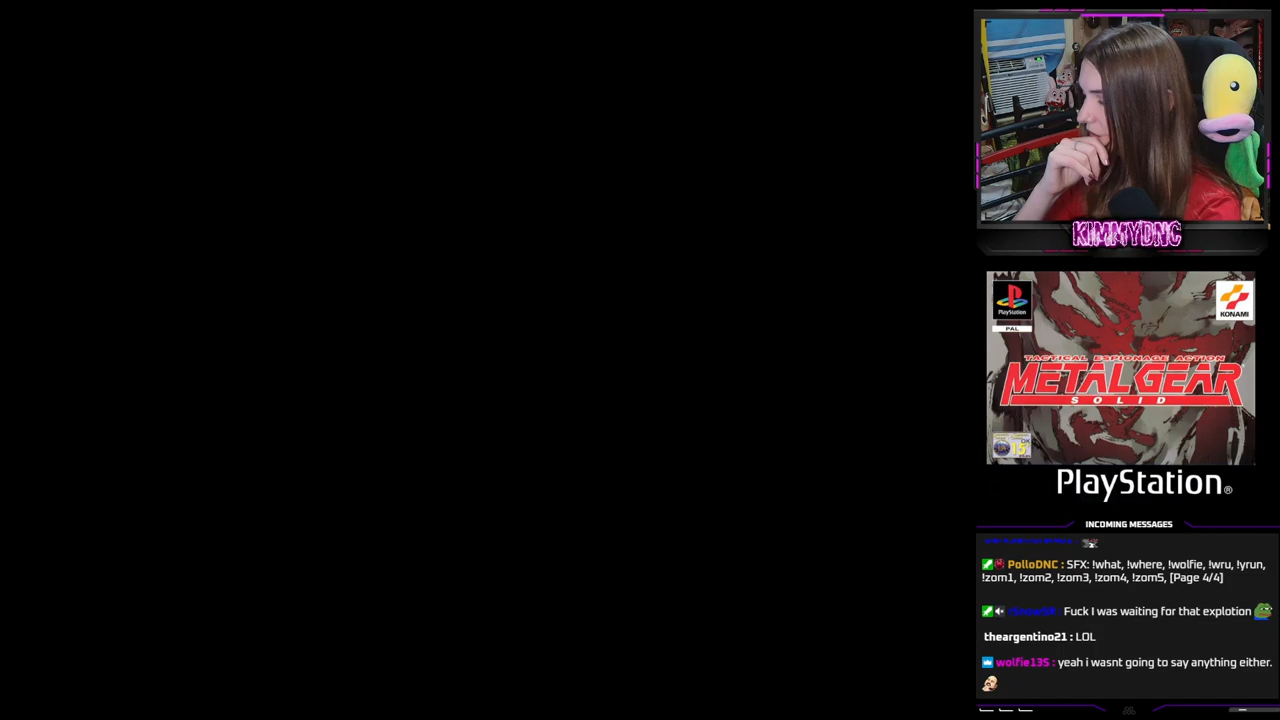 KIMMYDNC
PlayStation
PAL
KONAMI
TACTICAL ESPIONAGE ACTION
METAL GEAR
SOLID
15
PlayStation®
INCOMING MESSAGES
PolloDNC : SFX: !what, !where, !wolfie, !wru, !yrun,
!zom1, !zom2, !zom3, !zom4, !zom5, [Page 4/4]
: Fuck I was waiting for that explotion
theargentino21 : LOL
wolfie135 : yeah i wasnt going to say anything either.